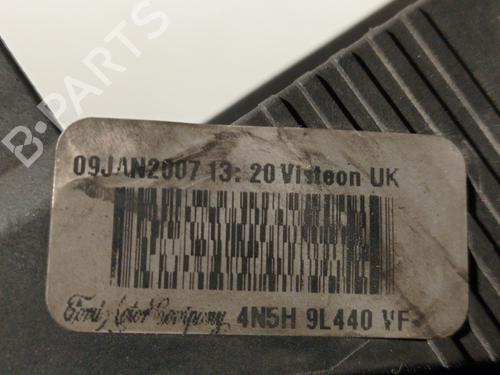 B-PARTS
09JAN2007 13: 20 Visteon UK
Ford Motor Company 4N5H 9L440 VF